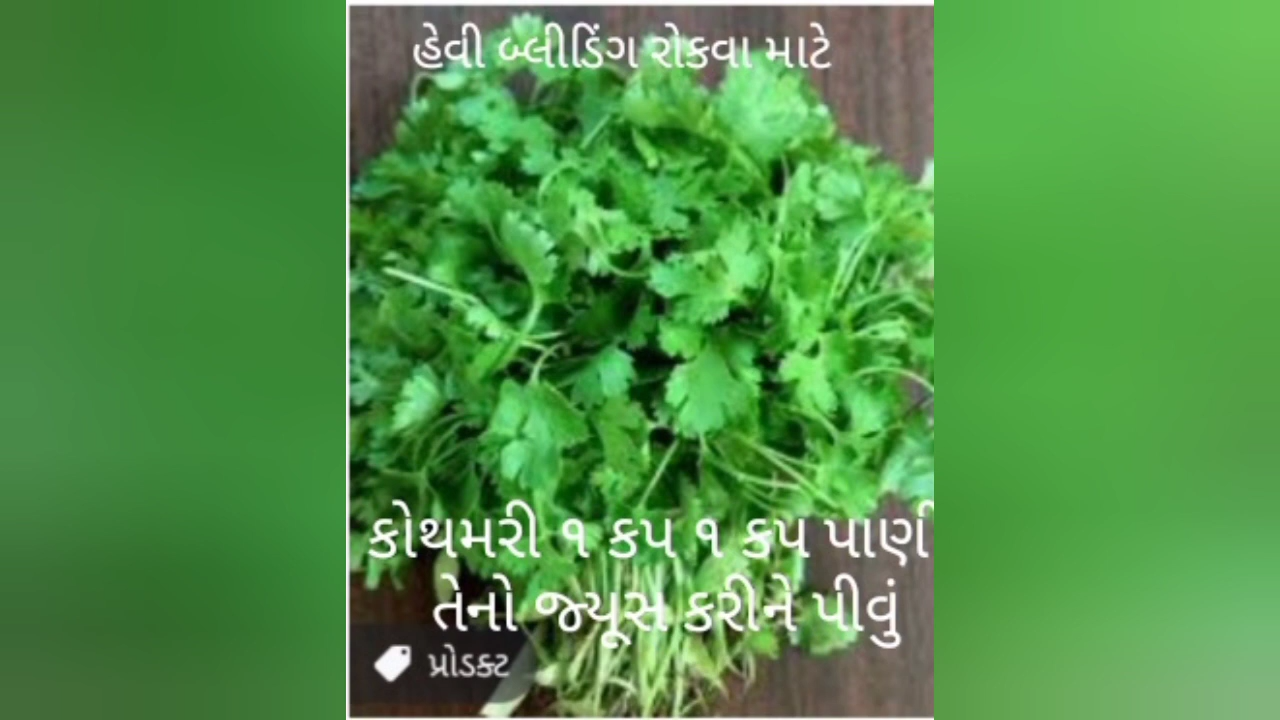 હેવી બ્લીડિંગ રોકવા માટે
કોથમરી ૧ કપ ૧ કપ પાણી
તેનો જ્યૂસ કરીને પીવું
પ્રોડક્ટ